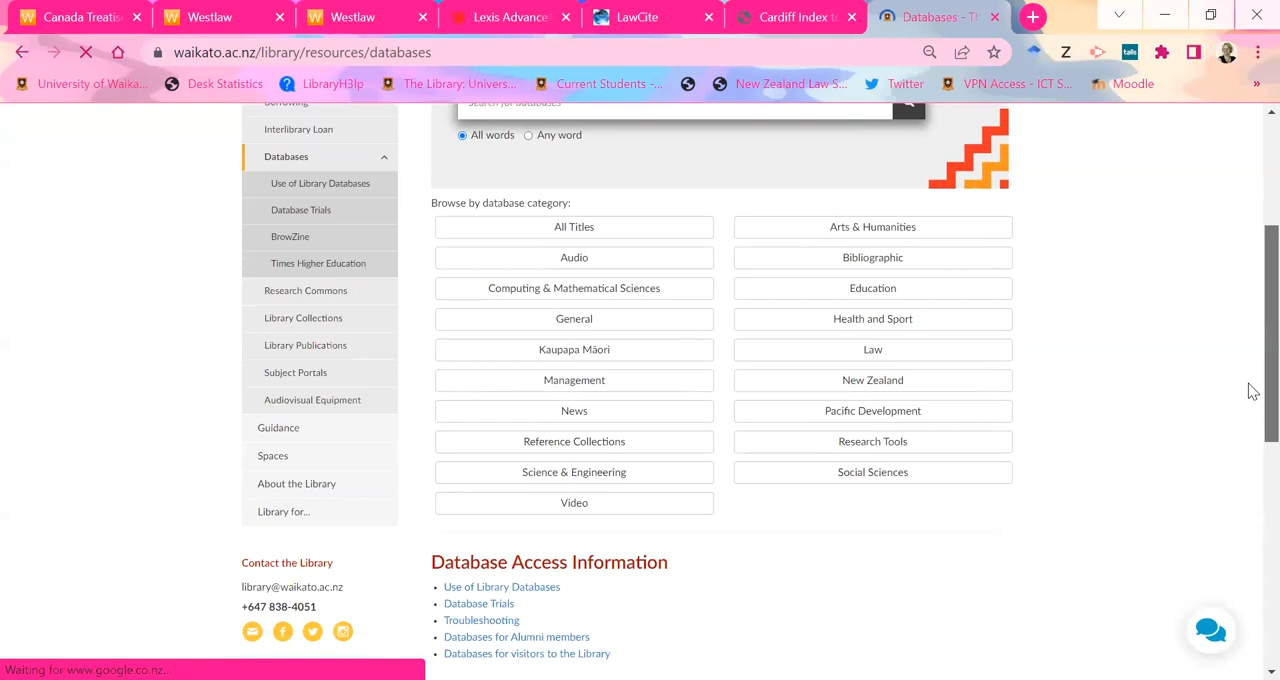 Canada Treatis
Westlaw
Westlaw
Lexis Advance
LawCite
Cardiff Index t
Databases - Th
waikato.ac.nz/library/resources/databases
University of Waika...
Desk Statistics
LibraryH3lp
The Library: Univers...
Current Students -...
New Zealand Law S...
Twitter
VPN Access - ICT S...
Moodle
»
Interlibrary Loan
Databases
Use of Library Databases
Database Trials
BrowZine
Times Higher Education
Research Commons
Library Collections
Library Publications
Subject Portals
Audiovisual Equipment
Guidance
Spaces
About the Library
Library for...
Contact the Library
library@waikato.ac.nz
+647 838-4051
Search for databases
All words
Any word
Browse by database category:
All Titles
Arts & Humanities
Audio
Bibliographic
Computing & Mathematical Sciences
Education
General
Health and Sport
Kaupapa Māori
Law
Management
New Zealand
News
Pacific Development
Reference Collections
Research Tools
Science & Engineering
Social Sciences
Video
Database Access Information
Use of Library Databases
Database Trials
Troubleshooting
Databases for Alumni members
Databases for visitors to the Library
Waiting for www.google.co.nz...